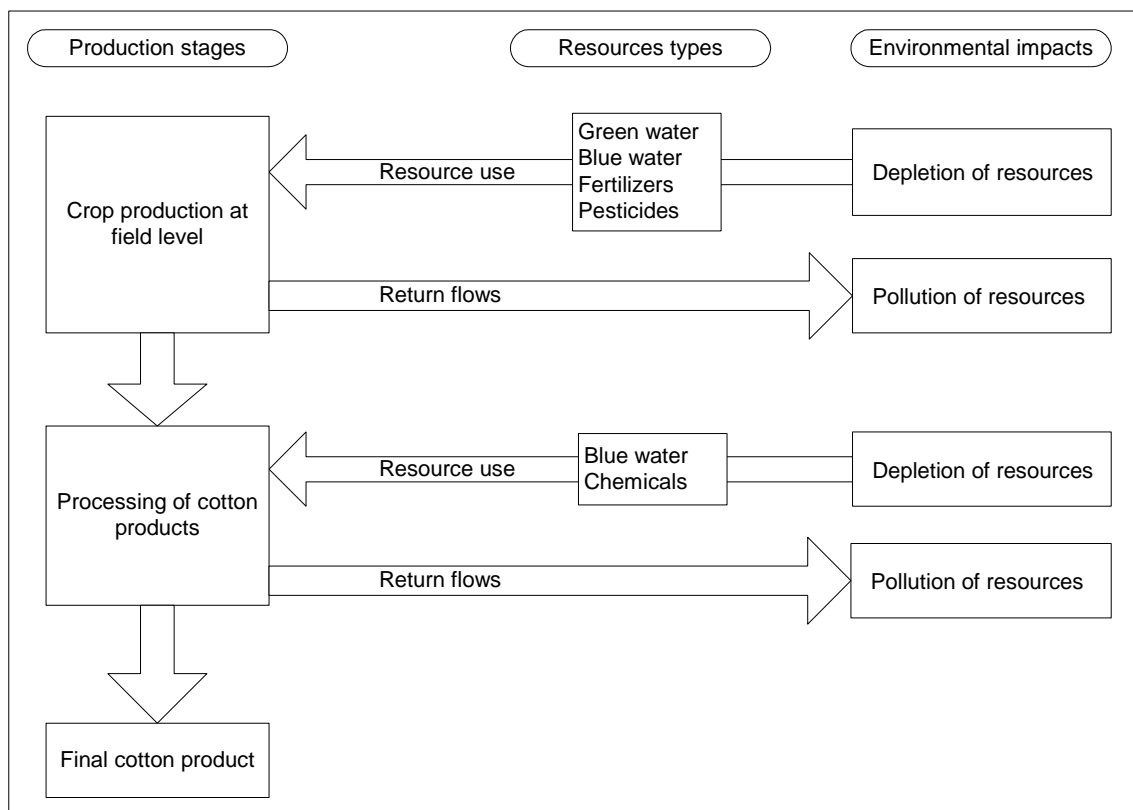 Production stages
Resources types
Environmental impacts
Green water
Blue water
Fertilizers
Pesticides
Resource use
Depletion of resources
Crop production at
field level
Return flows
Pollution of resources
Blue water
Chemicals
Resource use
Depletion of resources
Processing of cotton
products
Return flows
Pollution of resources
Final cotton product